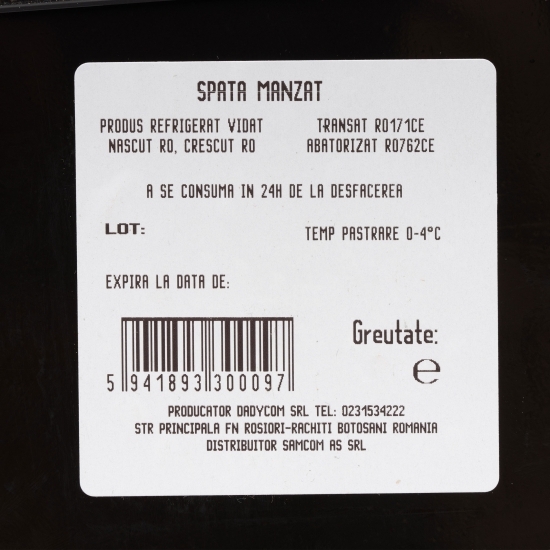 SPATA MANZAT
PRODUS REFRIGERAT VIDAT
NASCUT RO, CRESCUT RO
TRANSAT RO171CE
ABATORIZAT RO762CE
A SE CONSUMA IN 24H DE LA DESFACEREA
LOT:
TEMP PASTRARE 0-4°C
EXPIRA LA DATA DE:
Greutate:
e
5 941893 300097
PRODUCATOR DADYCOM SRL TEL: 0231534222
STR PRINCIPALA FN ROSIORI-RACHITI BOTOSANI ROMANIA
DISTRIBUITOR SAMCOM AS SRL